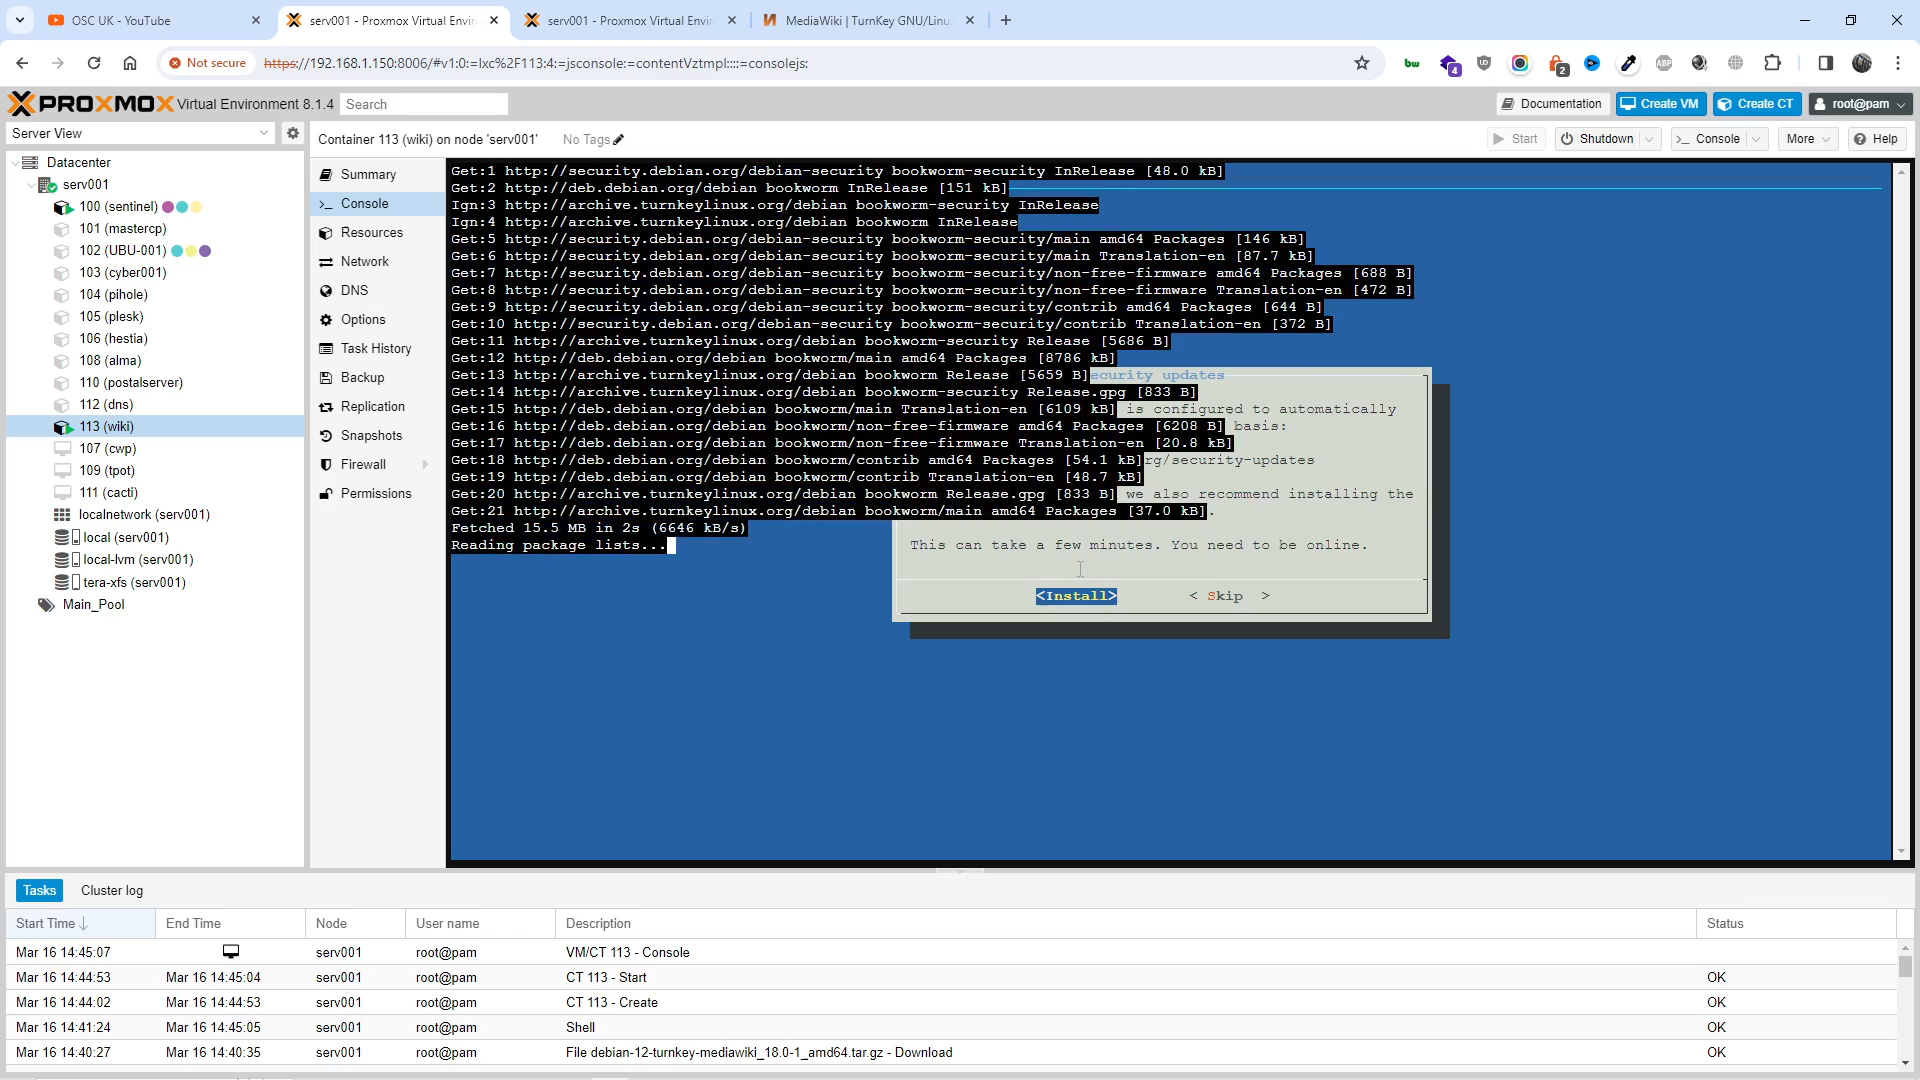 OSC UK - YouTube
serv001 - Proxmox Virtual Envir
serv001 - Proxmox Virtual Envir
MediaWiki | TurnKey GNU/Linu
Not secure
https://192.168.1.150:8006/#v1:0:=lxc%2F113:4:=jsconsole:=contentVztmpl::::=consolejs:
bw
4
2
ABP
PROXMOX Virtual Environment 8.1.4
Search
Documentation
Create VM
Create CT
root@pam
Server View
Container 113 (wiki) on node 'serv001'
No Tags
Start
Shutdown
Console
More
Help
Datacenter
serv001
100 (sentinel)
101 (mastercp)
102 (UBU-001)
103 (cyber001)
104 (pihole)
105 (plesk)
106 (hestia)
108 (alma)
110 (postalserver)
112 (dns)
113 (wiki)
107 (cwp)
109 (tpot)
111 (cacti)
localnetwork (serv001)
local (serv001)
local-lvm (serv001)
tera-xfs (serv001)
Main_Pool
Summary
Console
Resources
Network
DNS
Options
Task History
Backup
Replication
Snapshots
Firewall
Permissions
Get:1 http://security.debian.org/debian-security bookworm-security InRelease [48.0 kB]
Get:2 http://deb.debian.org/debian bookworm InRelease [151 kB]
Ign:3 http://archive.turnkeylinux.org/debian bookworm-security InRelease
Ign:4 http://archive.turnkeylinux.org/debian bookworm InRelease
Get:5 http://security.debian.org/debian-security bookworm-security/main amd64 Packages [146 kB]
Get:6 http://security.debian.org/debian-security bookworm-security/main Translation-en [87.7 kB]
Get:7 http://security.debian.org/debian-security bookworm-security/non-free-firmware amd64 Packages [688 B]
Get:8 http://security.debian.org/debian-security bookworm-security/non-free-firmware Translation-en [472 B]
Get:9 http://security.debian.org/debian-security bookworm-security/contrib amd64 Packages [644 B]
Get:10 http://security.debian.org/debian-security bookworm-security/contrib Translation-en [372 B]
Get:11 http://archive.turnkeylinux.org/debian bookworm-security Release [5686 B]
Get:12 http://deb.debian.org/debian bookworm/main amd64 Packages [8786 kB]
Get:13 http://archive.turnkeylinux.org/debian bookworm Release [5659 B]ecurity updates
Get:14 http://archive.turnkeylinux.org/debian bookworm-security Release.gpg [833 B]
Get:15 http://deb.debian.org/debian bookworm/main Translation-en [6109 kB] is configured to automatically
Get:16 http://deb.debian.org/debian bookworm/non-free-firmware amd64 Packages [6208 B] basis:
Get:17 http://deb.debian.org/debian bookworm/non-free-firmware Translation-en [20.8 kB]
Get:18 http://deb.debian.org/debian bookworm/contrib amd64 Packages [54.1 kB]rg/security-updates
Get:19 http://deb.debian.org/debian bookworm/contrib Translation-en [48.7 kB]
Get:20 http://archive.turnkeylinux.org/debian bookworm Release.gpg [833 B] we also recommend installing the
Get:21 http://archive.turnkeylinux.org/debian bookworm/main amd64 Packages [37.0 kB].
Fetched 15.5 MB in 2s (6646 kB/s)
Reading package lists...
This can take a few minutes. You need to be online.
<Install>
< Skip >
Tasks
Cluster log
Start Time
End Time
Node
User name
Description
Status
Mar 16 14:45:07 serv001 root@pam VM/CT 113 - Console
Mar 16 14:44:53 Mar 16 14:45:04 serv001 root@pam CT 113 - Start OK
Mar 16 14:44:02 Mar 16 14:44:53 serv001 root@pam CT 113 - Create OK
Mar 16 14:41:24 Mar 16 14:45:05 serv001 root@pam Shell OK
Mar 16 14:40:27 Mar 16 14:40:35 serv001 root@pam File debian-12-turnkey-mediawiki_18.0-1_amd64.tar.gz - Download OK